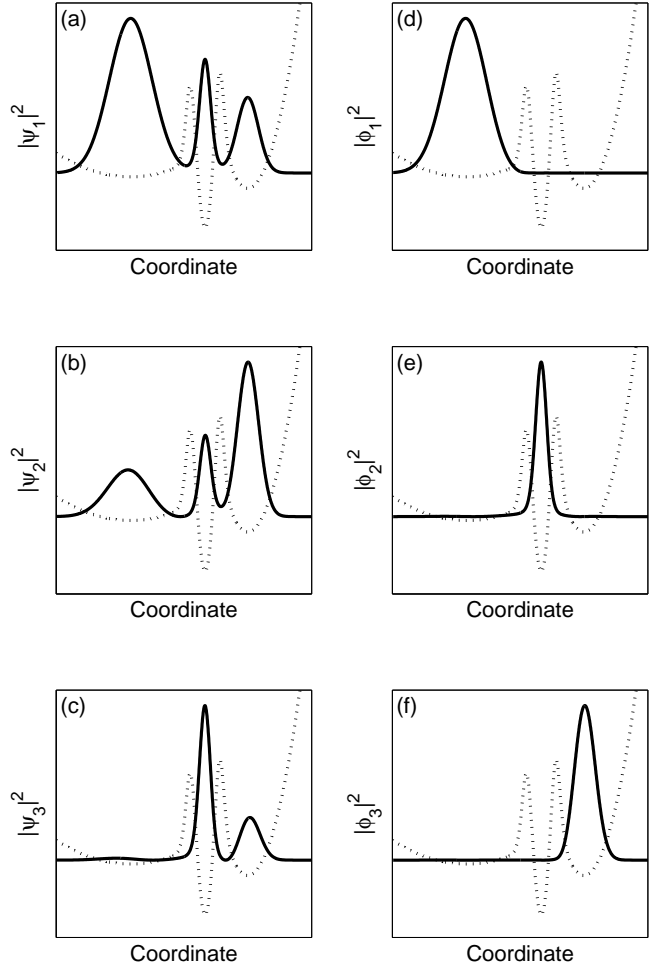 (a)
|ψ₁|²
Coordinate
(d)
|ϕ₁|²
Coordinate
(b)
|ψ₂|²
Coordinate
(e)
|ϕ₂|²
Coordinate
(c)
|ψ₃|²
Coordinate
(f)
|ϕ₃|²
Coordinate